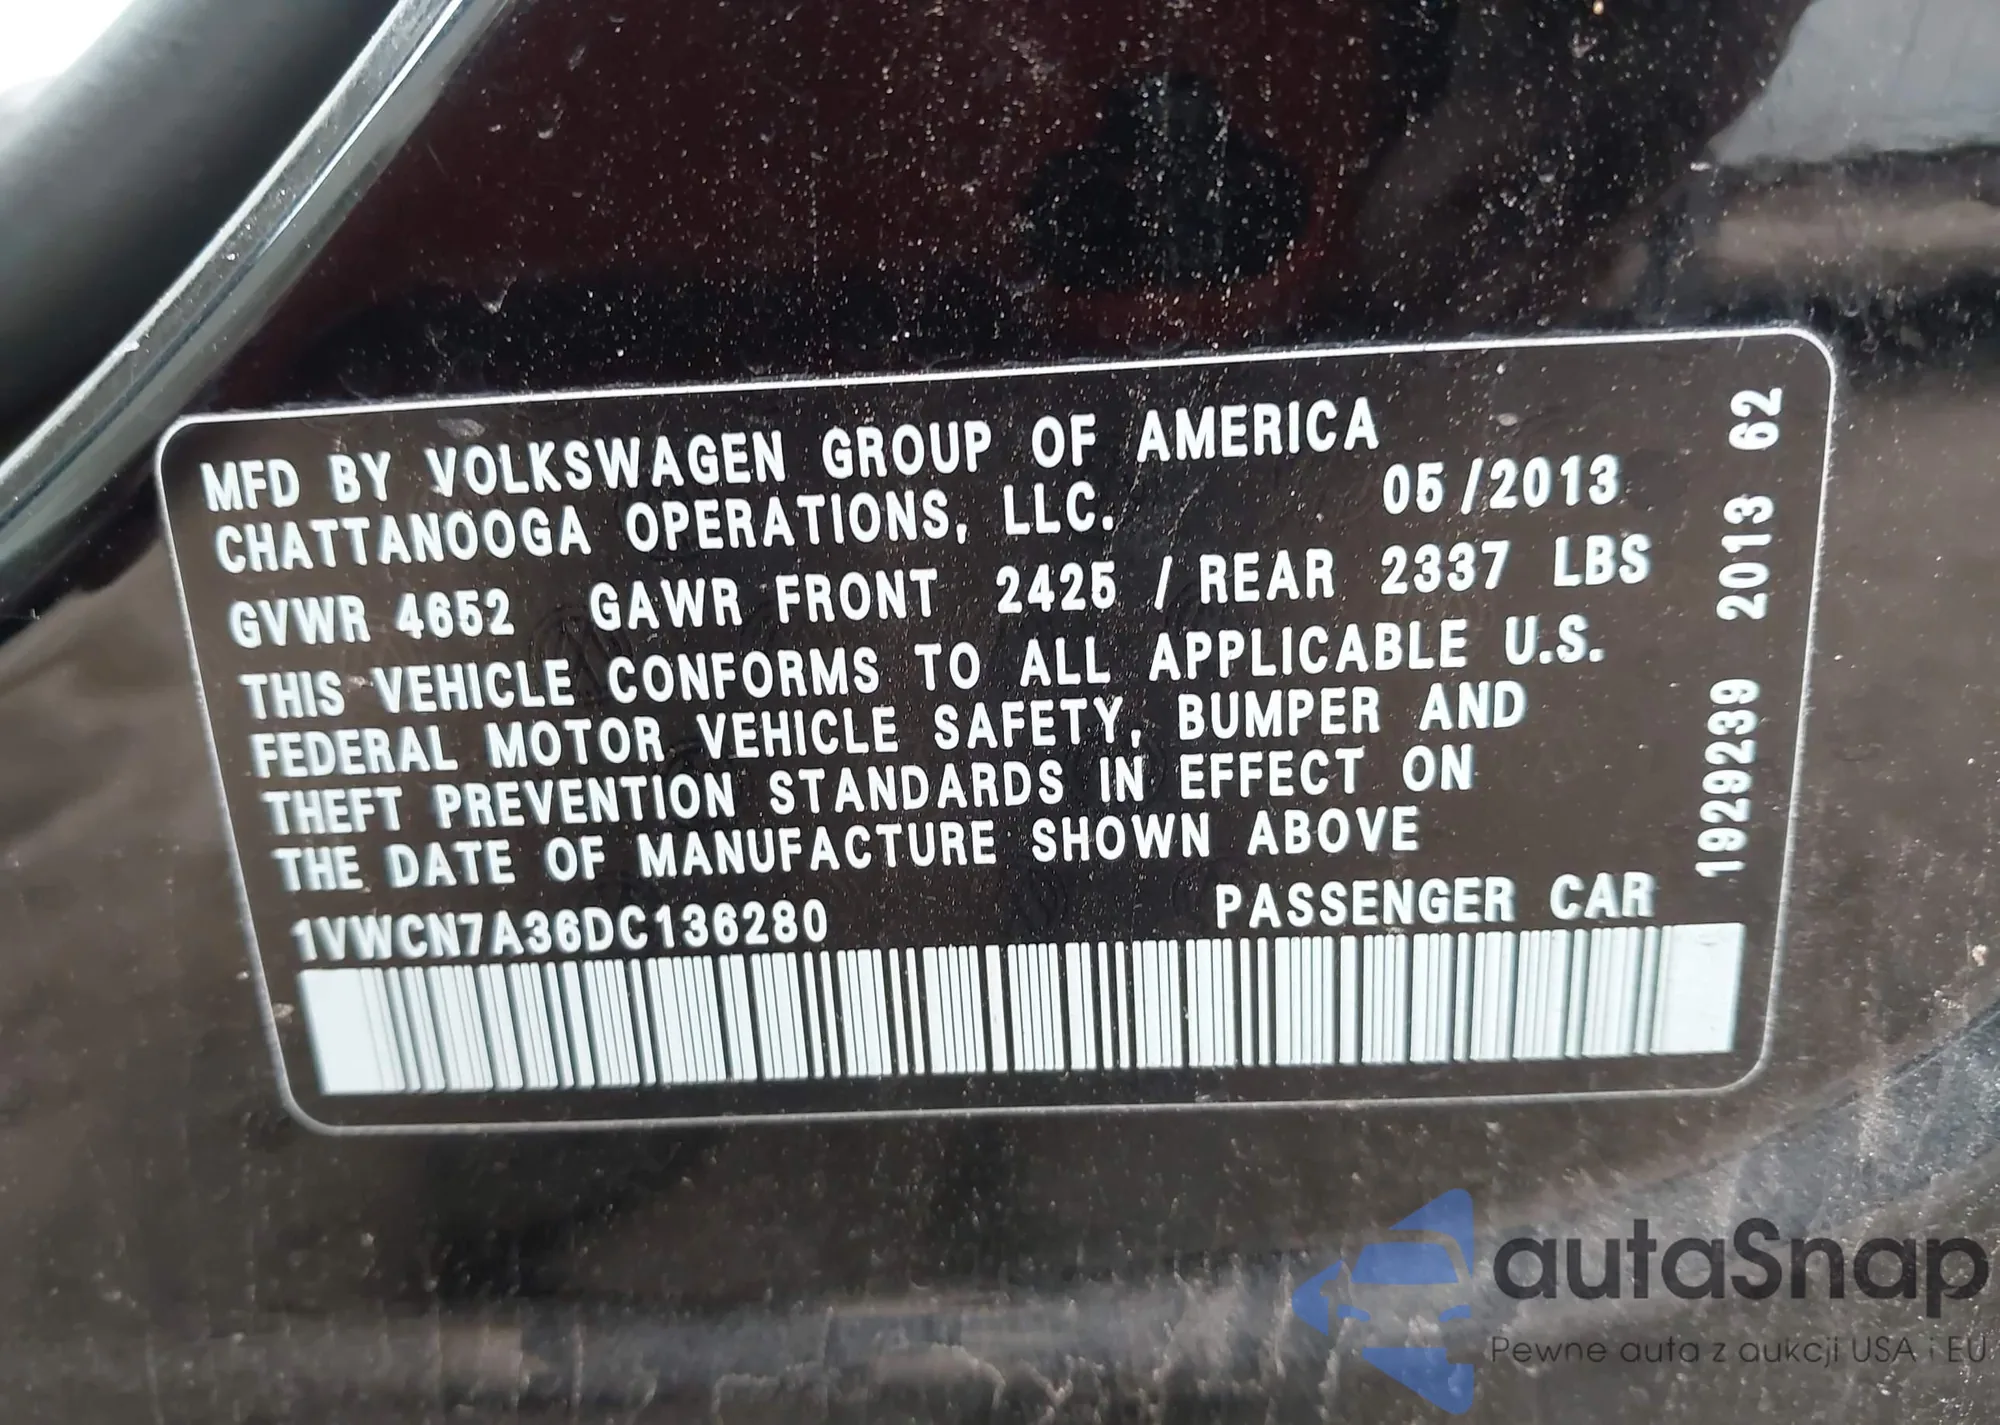 MFD BY VOLKSWAGEN GROUP OF AMERICA
CHATTANOOGA OPERATIONS, LLC. 05/2013
GVWR 4652 GAWR FRONT 2425 / REAR 2337 LBS
THIS VEHICLE CONFORMS TO ALL APPLICABLE U.S.
FEDERAL MOTOR VEHICLE SAFETY, BUMPER AND
THEFT PREVENTION STANDARDS IN EFFECT ON
THE DATE OF MANUFACTURE SHOWN ABOVE
1VWCN7A36DC136280 PASSENGER CAR
1929239 2013 62
autaSnap
Pewne auta z aukcji USA i EU